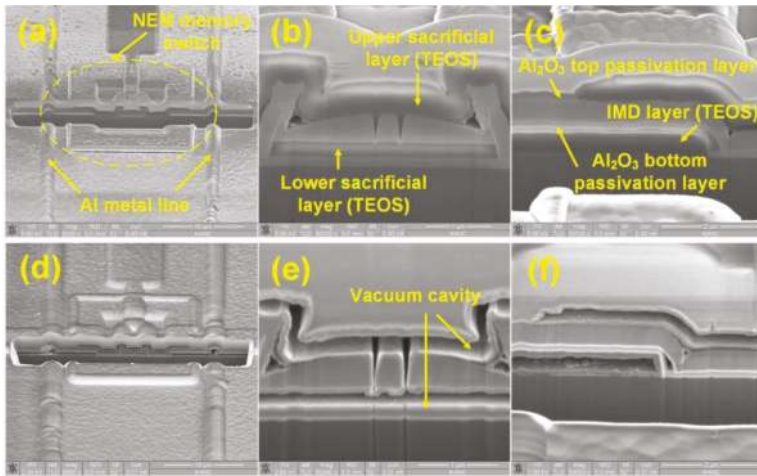 (a)
NEM memory
switch
Al metal line
(b)
Upper sacrificial
layer (TEOS)
Lower sacrificial
layer (TEOS)
(c)
Al₂O₃ top passivation layer
IMD layer (TEOS)
Al₂O₃ bottom
passivation layer
(d)
(e)
Vacuum cavity
(f)